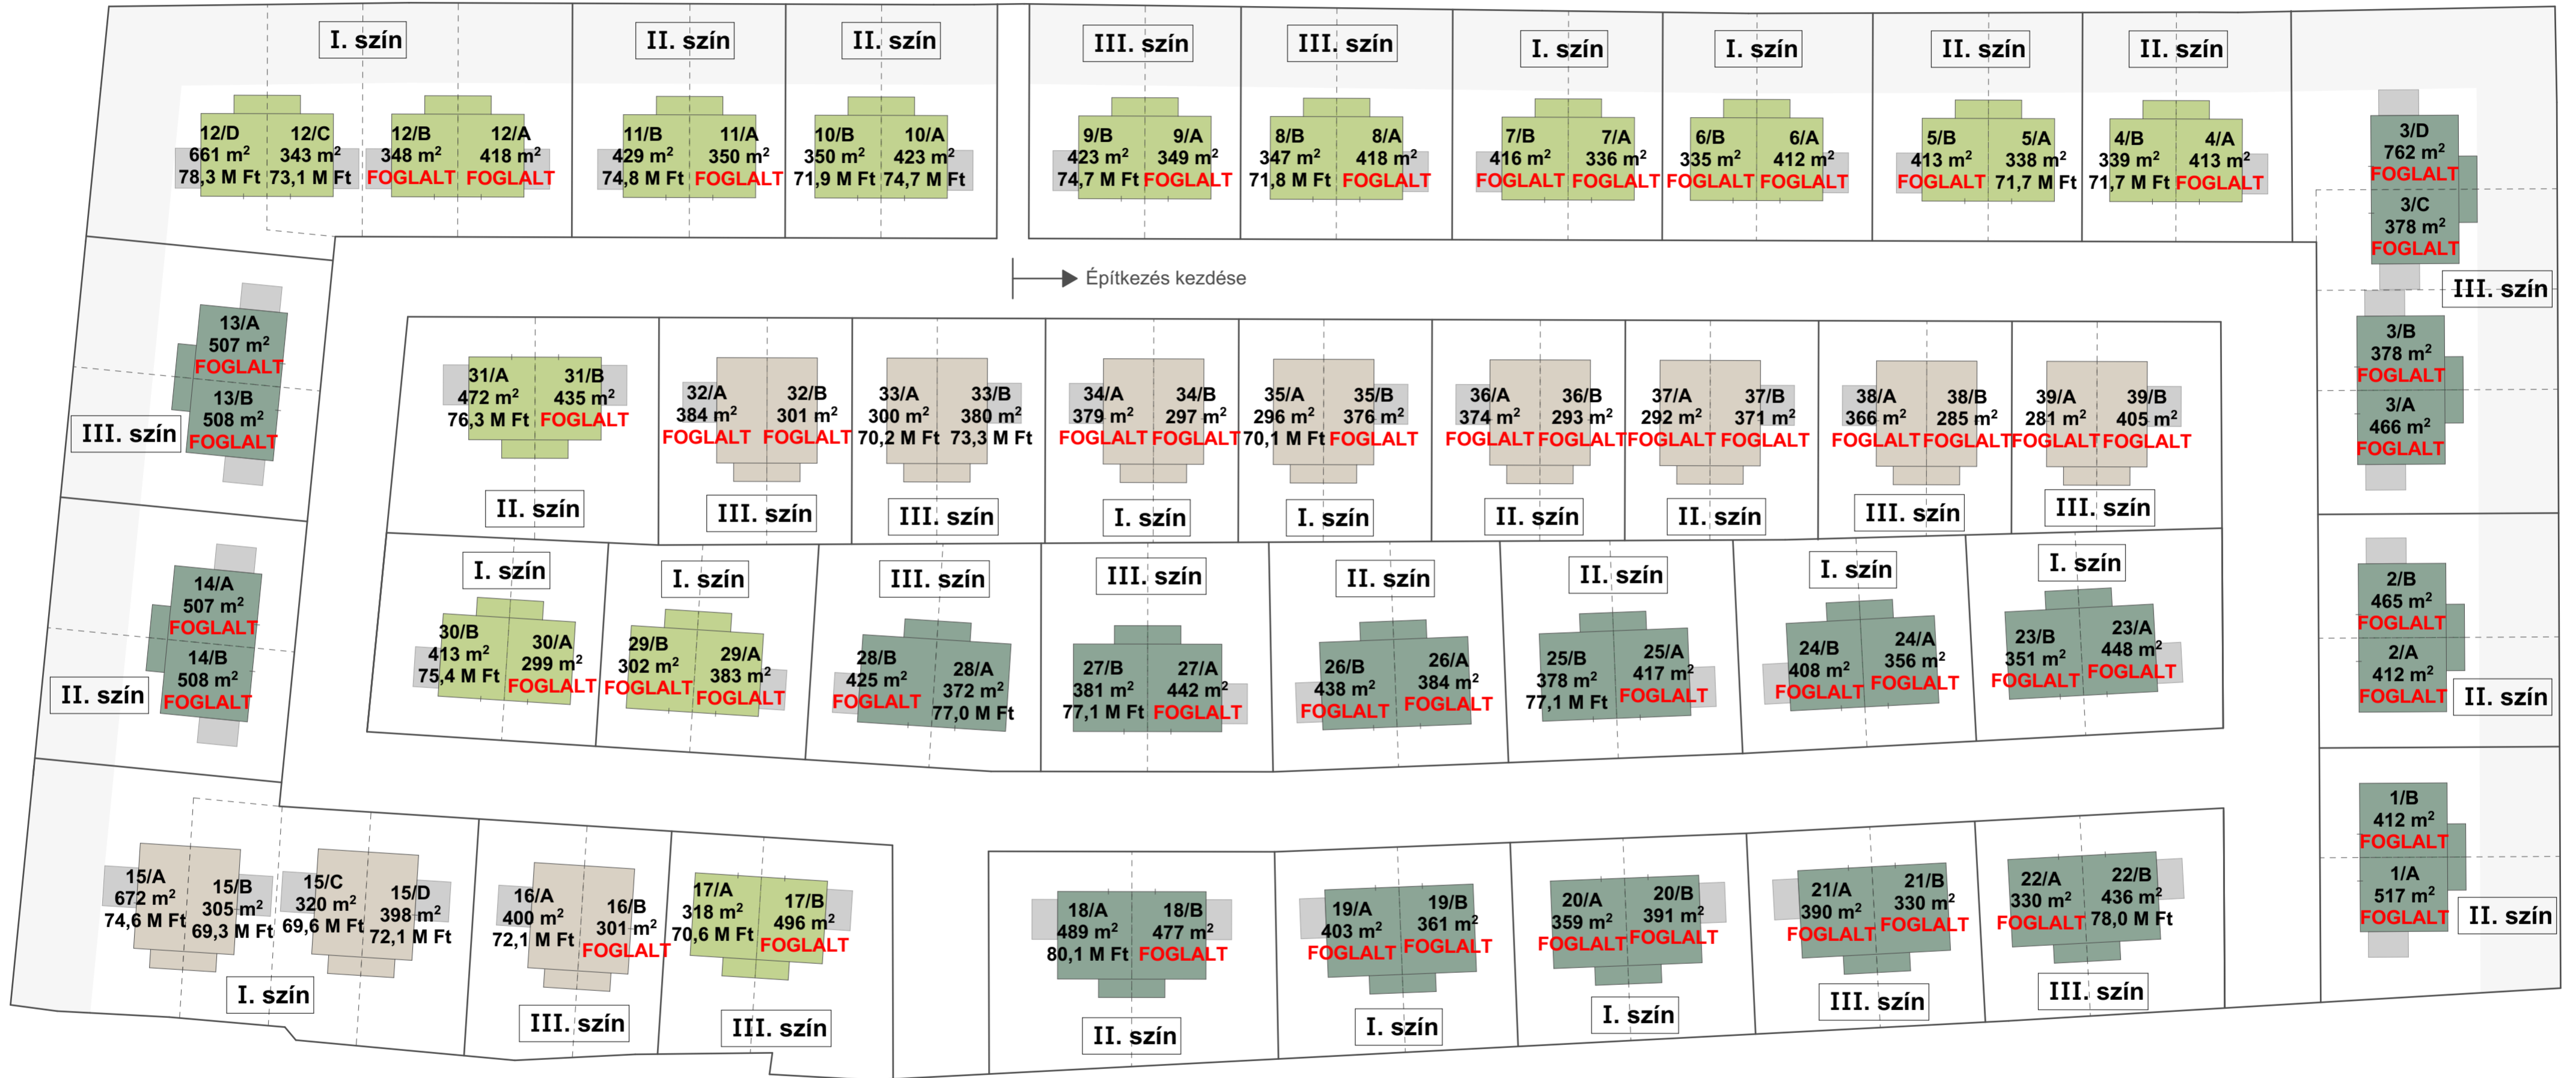 I. szín
II. szín
II. szín
III. szín
III. szín
I. szín
I. szín
II. szín
II. szín
12/D
661 m²
78,3 M Ft
12/C
343 m²
73,1 M Ft
12/B
348 m²
FOGLALT
12/A
418 m²
FOGLALT
11/B
429 m²
74,8 M Ft
11/A
350 m²
FOGLALT
10/B
350 m²
71,9 M Ft
10/A
423 m²
74,7 M Ft
9/B
423 m²
74,7 M Ft
9/A
349 m²
FOGLALT
8/B
347 m²
71,8 M Ft
8/A
418 m²
FOGLALT
7/B
416 m²
FOGLALT
7/A
336 m²
FOGLALT
6/B
335 m²
FOGLALT
6/A
412 m²
FOGLALT
5/B
413 m²
FOGLALT
5/A
338 m²
71,7 M Ft
4/B
339 m²
71,7 M Ft
4/A
413 m²
FOGLALT
3/D
762 m²
FOGLALT
3/C
378 m²
FOGLALT
III. szín
3/B
378 m²
FOGLALT
3/A
466 m²
FOGLALT
Építkezés kezdése
13/A
507 m²
FOGLALT
13/B
508 m²
FOGLALT
III. szín
31/A
472 m²
76,3 M Ft
31/B
435 m²
FOGLALT
32/A
384 m²
FOGLALT
32/B
301 m²
FOGLALT
33/A
300 m²
70,2 M Ft
33/B
380 m²
73,3 M Ft
34/A
379 m²
FOGLALT
34/B
297 m²
FOGLALT
35/A
296 m²
70,1 M Ft
35/B
376 m²
FOGLALT
36/A
374 m²
FOGLALT
36/B
293 m²
FOGLALT
37/A
292 m²
FOGLALT
37/B
371 m²
FOGLALT
38/A
366 m²
FOGLALT
38/B
285 m²
FOGLALT
39/A
281 m²
FOGLALT
39/B
405 m²
FOGLALT
II. szín
III. szín
III. szín
I. szín
I. szín
II. szín
II. szín
III. szín
III. szín
14/A
507 m²
FOGLALT
14/B
508 m²
FOGLALT
II. szín
I. szín
I. szín
III. szín
III. szín
II. szín
II. szín
I. szín
I. szín
30/B
413 m²
75,4 M Ft
30/A
299 m²
FOGLALT
29/B
302 m²
FOGLALT
29/A
383 m²
FOGLALT
28/B
425 m²
FOGLALT
28/A
372 m²
77,0 M Ft
27/B
381 m²
77,1 M Ft
27/A
442 m²
FOGLALT
26/B
438 m²
FOGLALT
26/A
384 m²
FOGLALT
25/B
378 m²
77,1 M Ft
25/A
417 m²
FOGLALT
24/B
408 m²
FOGLALT
24/A
356 m²
FOGLALT
23/B
351 m²
FOGLALT
23/A
448 m²
FOGLALT
2/B
465 m²
FOGLALT
2/A
412 m²
FOGLALT
II. szín
15/A
672 m²
74,6 M Ft
15/B
305 m²
69,3 M Ft
15/C
320 m²
69,6 M Ft
15/D
398 m²
72,1 M Ft
16/A
400 m²
72,1 M Ft
16/B
301 m²
FOGLALT
17/A
318 m²
70,6 M Ft
17/B
496 m²
FOGLALT
18/A
489 m²
80,1 M Ft
18/B
477 m²
FOGLALT
19/A
403 m²
FOGLALT
19/B
361 m²
FOGLALT
20/A
359 m²
FOGLALT
20/B
391 m²
FOGLALT
21/A
390 m²
FOGLALT
21/B
330 m²
FOGLALT
22/A
330 m²
FOGLALT
22/B
436 m²
78,0 M Ft
1/B
412 m²
FOGLALT
1/A
517 m²
FOGLALT
II. szín
I. szín
III. szín
III. szín
II. szín
I. szín
I. szín
III. szín
III. szín